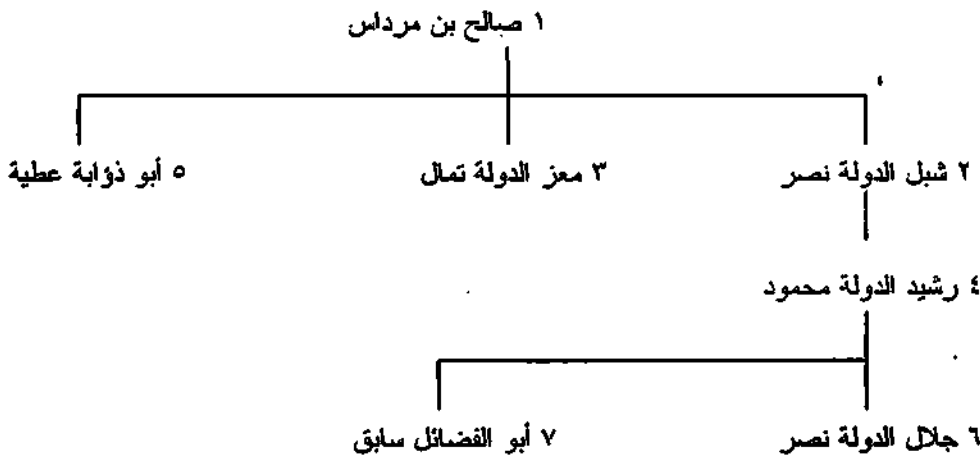 ١ صالح بن مرداس
٢ شبل الدولة نصر ٣ معز الدولة تمال ٥ أبو ذؤابة عطية
٤ رشيد الدولة محمود
٦ جلال الدولة نصر ٧ أبو الفضائل سابق